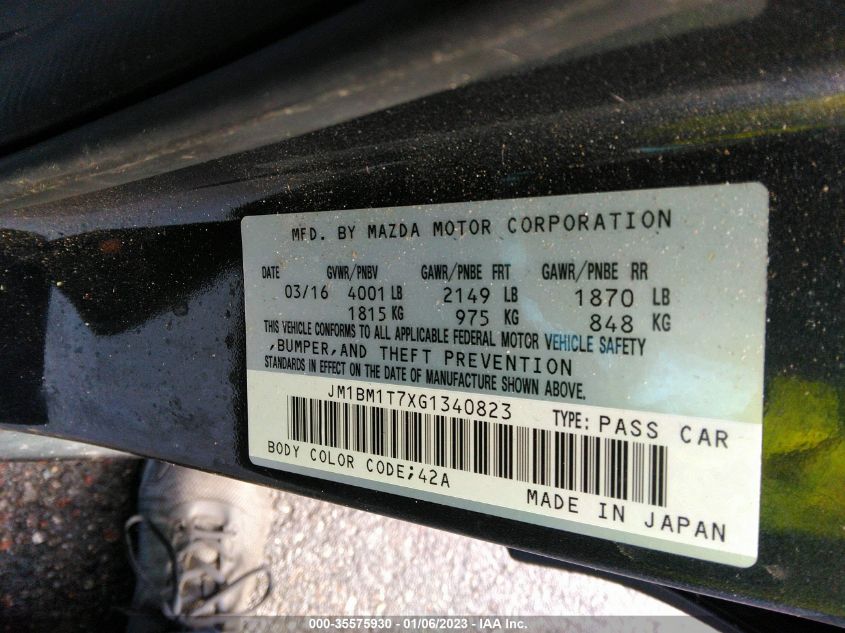 MFD. BY MAZDA MOTOR CORPORATION
DATE GVWR/PNBV GAWR/PNBE FRT GAWR/PNBE RR
03/16 4001 LB 2149 LB 1870 LB
1815 KG 975 KG 848 KG
THIS VEHICLE CONFORMS TO ALL APPLICABLE FEDERAL MOTOR VEHICLE SAFETY
,BUMPER,AND THEFT PREVENTION
STANDARDS IN EFFECT ON THE DATE OF MANUFACTURE SHOWN ABOVE.
JM1BM1T7XG1340823 TYPE: PASS CAR
BODY COLOR CODE;42A
MADE IN JAPAN
000-35575930 - 01/06/2023 - IAA Inc.